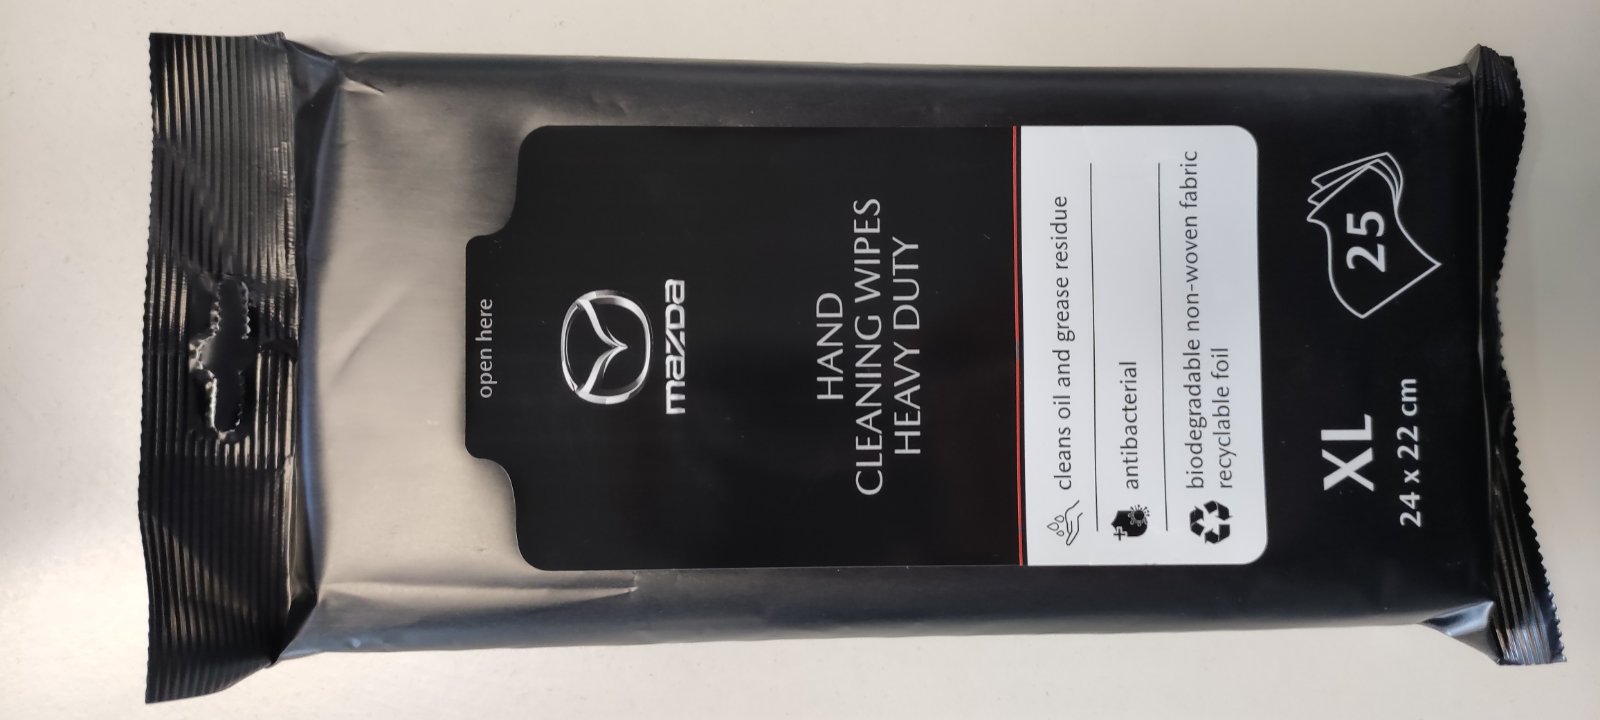 open here
mazda
HAND
CLEANING WIPES
HEAVY DUTY
cleans oil and grease residue
antibacterial
biodegradable non-woven fabric
recyclable foil
XL
24 x 22 cm
25